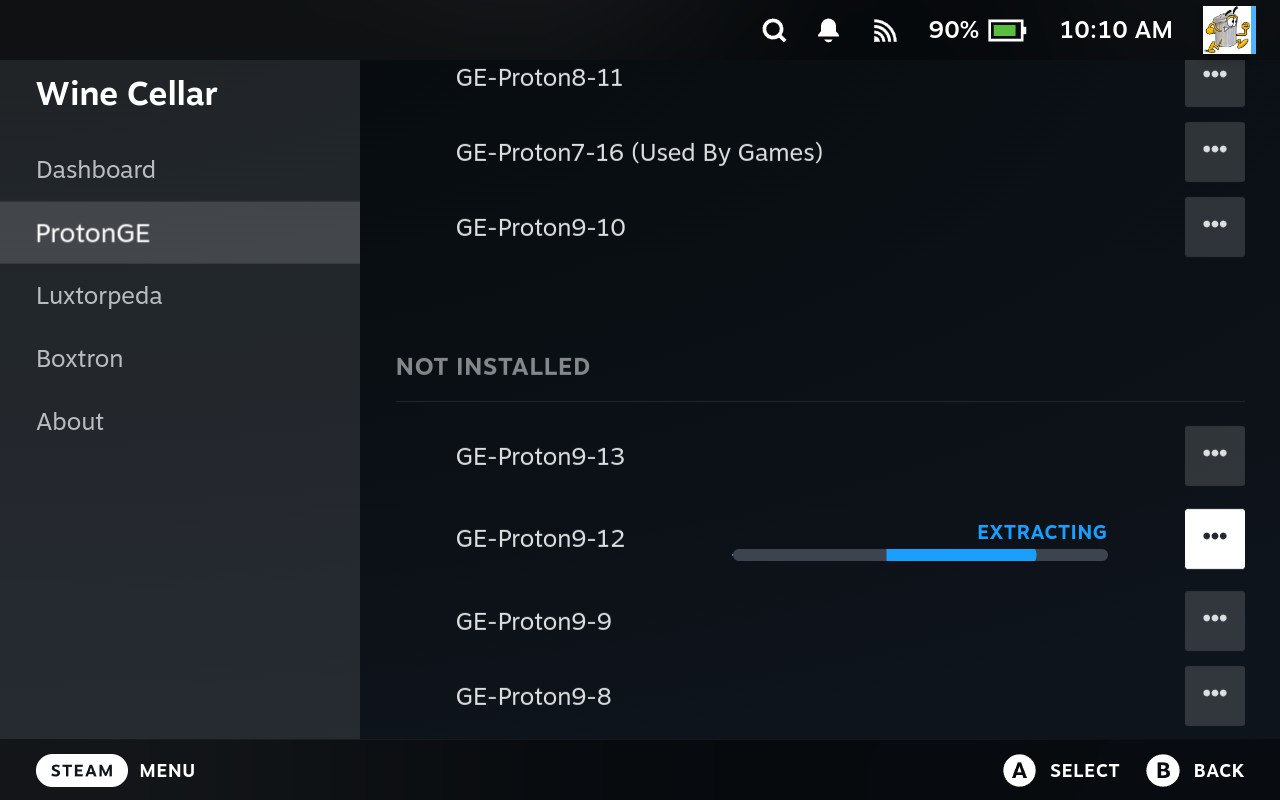 90%
10:10 AM
Wine Cellar
Dashboard
ProtonGE
Luxtorpeda
Boxtron
About
GE-Proton8-11
GE-Proton7-16 (Used By Games)
GE-Proton9-10
NOT INSTALLED
GE-Proton9-13
GE-Proton9-12
EXTRACTING
GE-Proton9-9
GE-Proton9-8
STEAM MENU
A SELECT B BACK